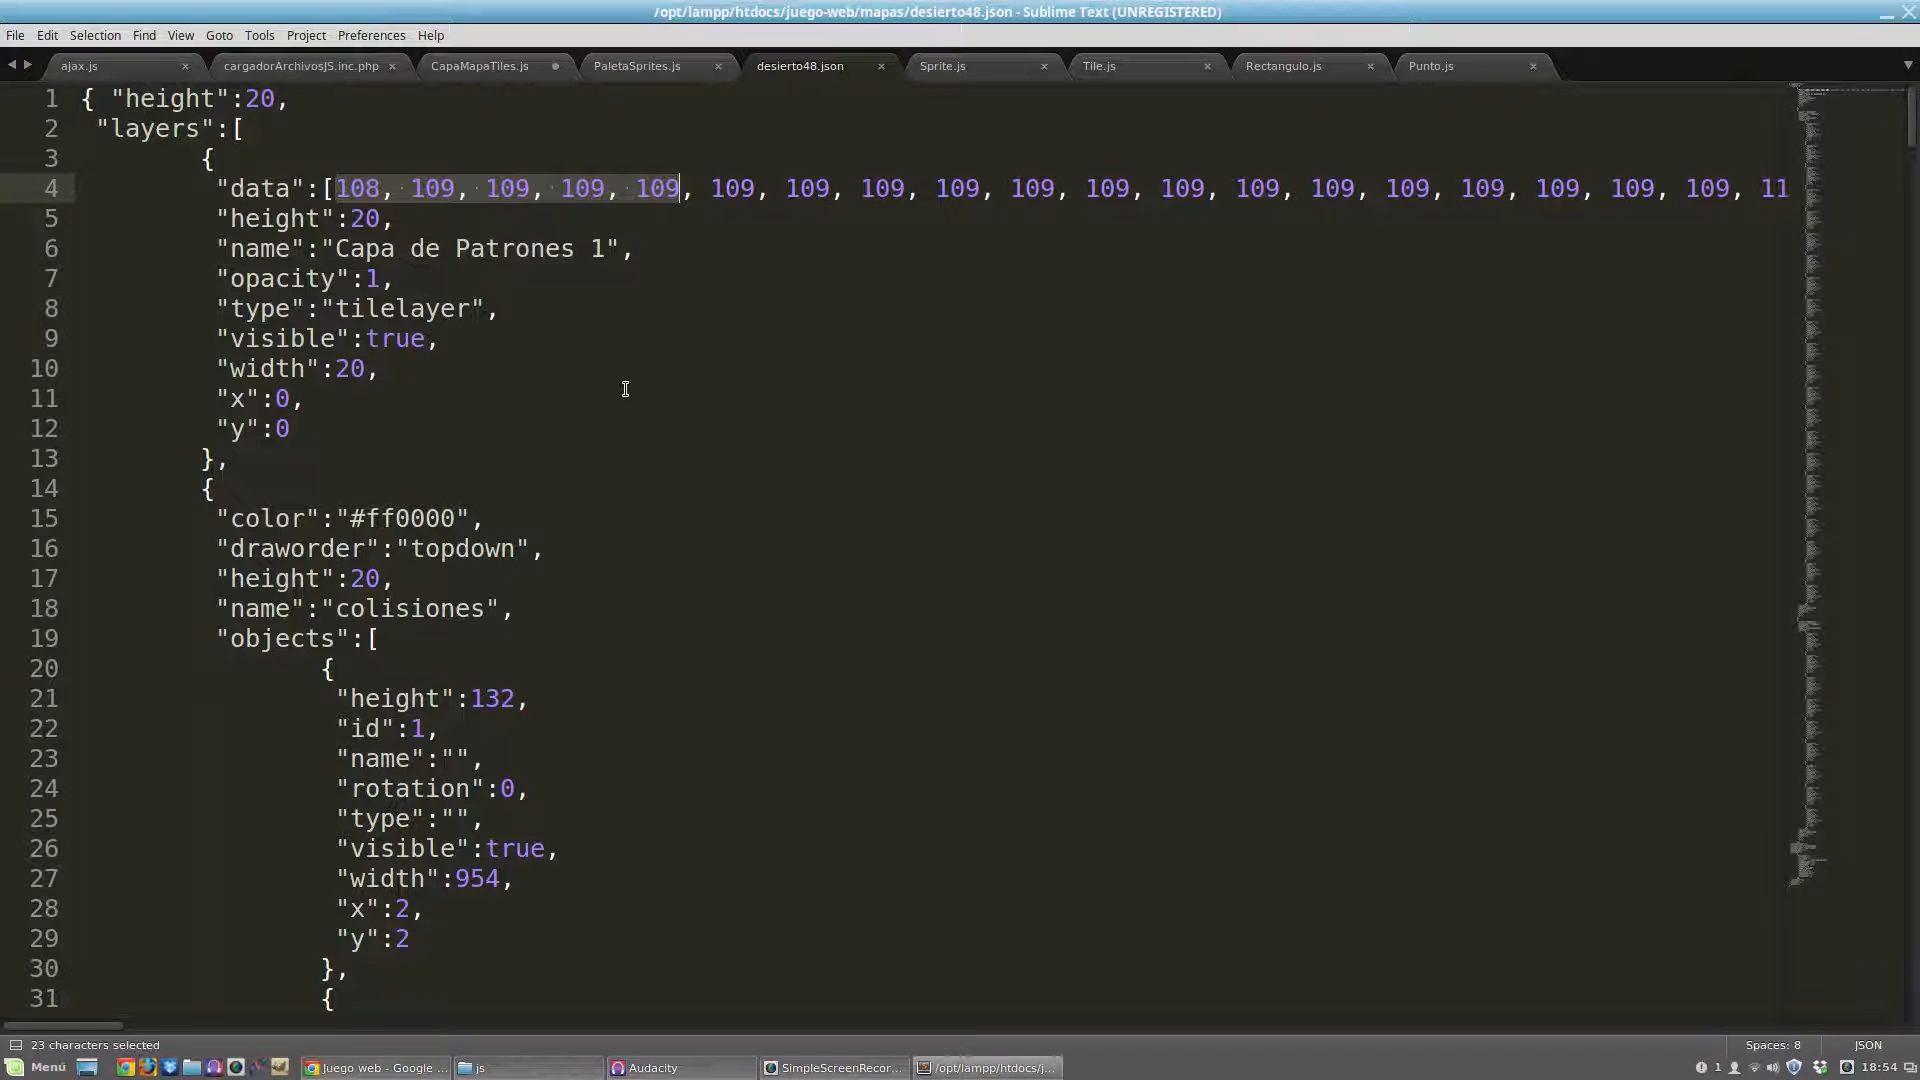 /opt/lampp/htdocs/juego-web/mapas/desierto48.json - Sublime Text (UNREGISTERED)
File Edit Selection Find View Goto Tools Project Preferences Help
ajax.js × cargadorArchivosJS.inc.php × CapaMapaTiles.js PaletaSprites.js × desierto48.json × Sprite.js × Tile.js × Rectangulo.js × Punto.js ×
1 { "height":20,
2 "layers":[
3 {
4 "data":[108, 109, 109, 109, 109, 109, 109, 109, 109, 109, 109, 109, 109, 109, 109, 109, 109, 109, 109, 11
5 "height":20,
6 "name":"Capa de Patrones 1",
7 "opacity":1,
8 "type":"tilelayer",
9 "visible":true,
10 "width":20,
11 "x":0,
12 "y":0
13 },
14 {
15 "color":"#ff0000",
16 "draworder":"topdown",
17 "height":20,
18 "name":"colisiones",
19 "objects":[
20 {
21 "height":132,
22 "id":1,
23 "name":"",
24 "rotation":0,
25 "type":"",
26 "visible":true,
27 "width":954,
28 "x":2,
29 "y":2
30 },
31 {
23 characters selected Spaces: 8 JSON
Menú Juego web - Google ... js Audacity SimpleScreenRecor... /opt/lampp/htdocs/j... 1 18:54